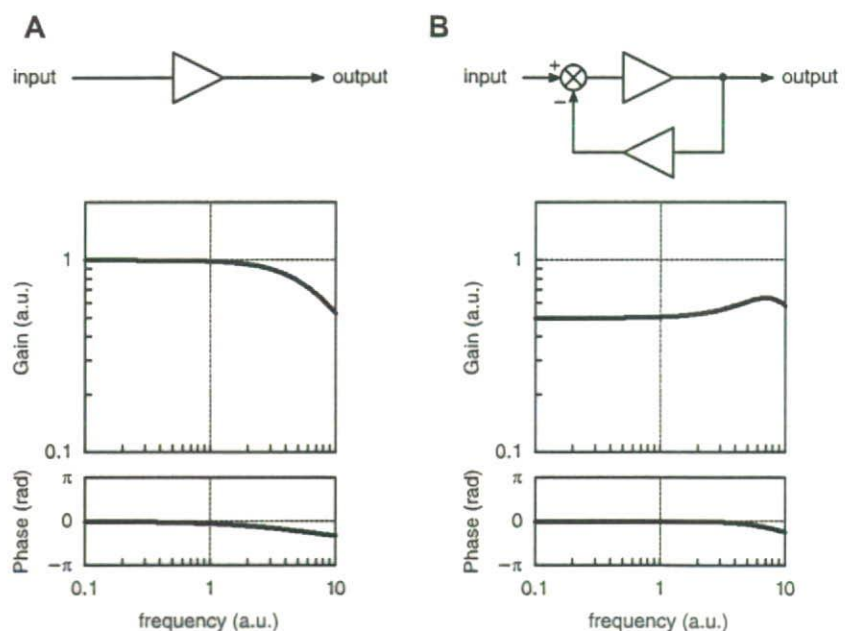 A
input
output
Gain (a.u.)
1
0.1
Phase (rad)
π
0
−π
0.1
1
10
frequency (a.u.)
B
input
+
−
output
Gain (a.u.)
1
0.1
Phase (rad)
π
0
−π
0.1
1
10
frequency (a.u.)